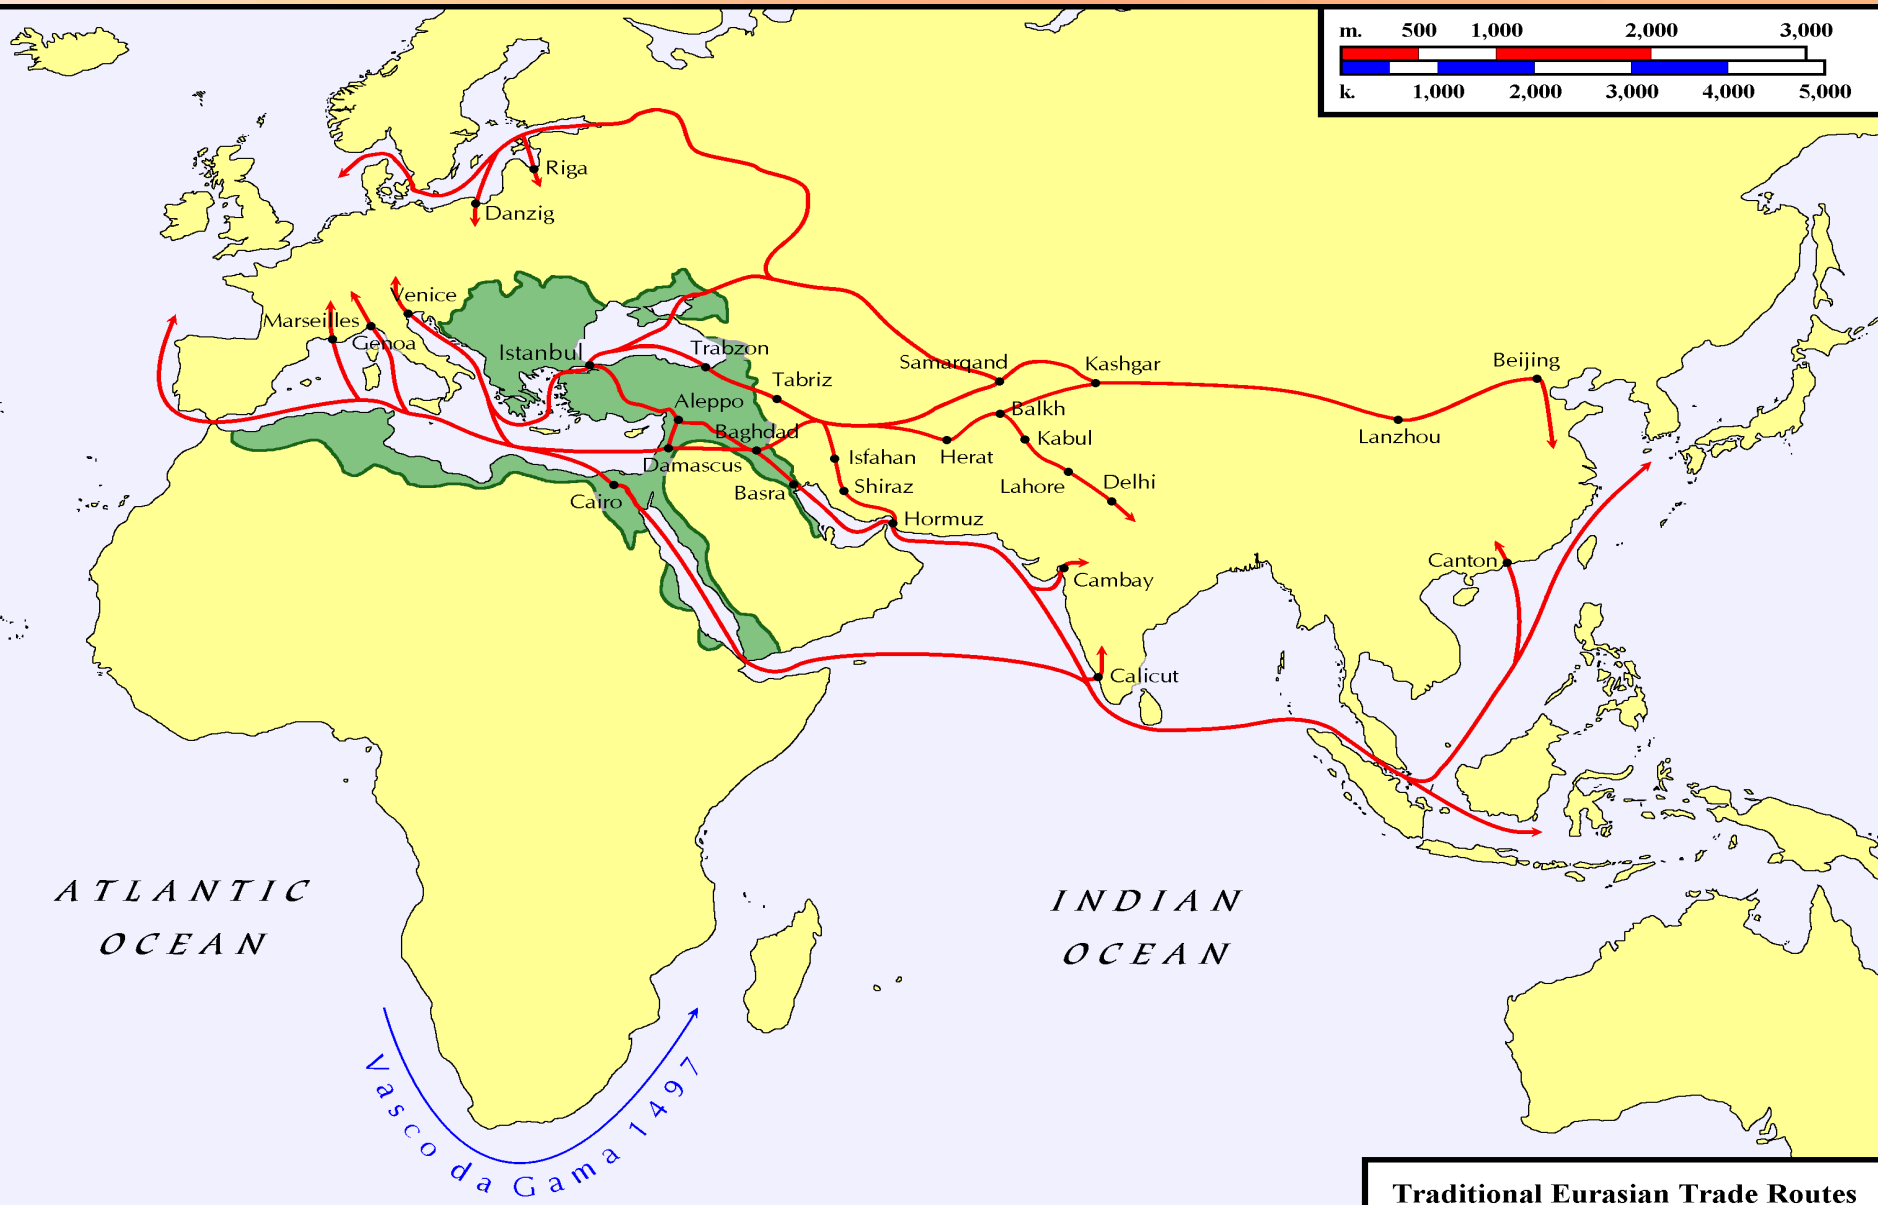 m. 500 1,000 2,000 3,000
k. 1,000 2,000 3,000 4,000 5,000
Riga
Danzig
Venice
Marseilles
Genoa
Istanbul
Trabzon
Tabriz
Samarqand
Kashgar
Beijing
Aleppo
Balkh
Baghdad
Kabul
Lanzhou
Damascus
Isfahan
Herat
Basra
Shiraz
Lahore
Delhi
Cairo
Hormuz
Canton
Cambay
Calicut
ATLANTIC
OCEAN
INDIAN
OCEAN
Vasco da Gama 1497
Traditional Eurasian Trade Routes